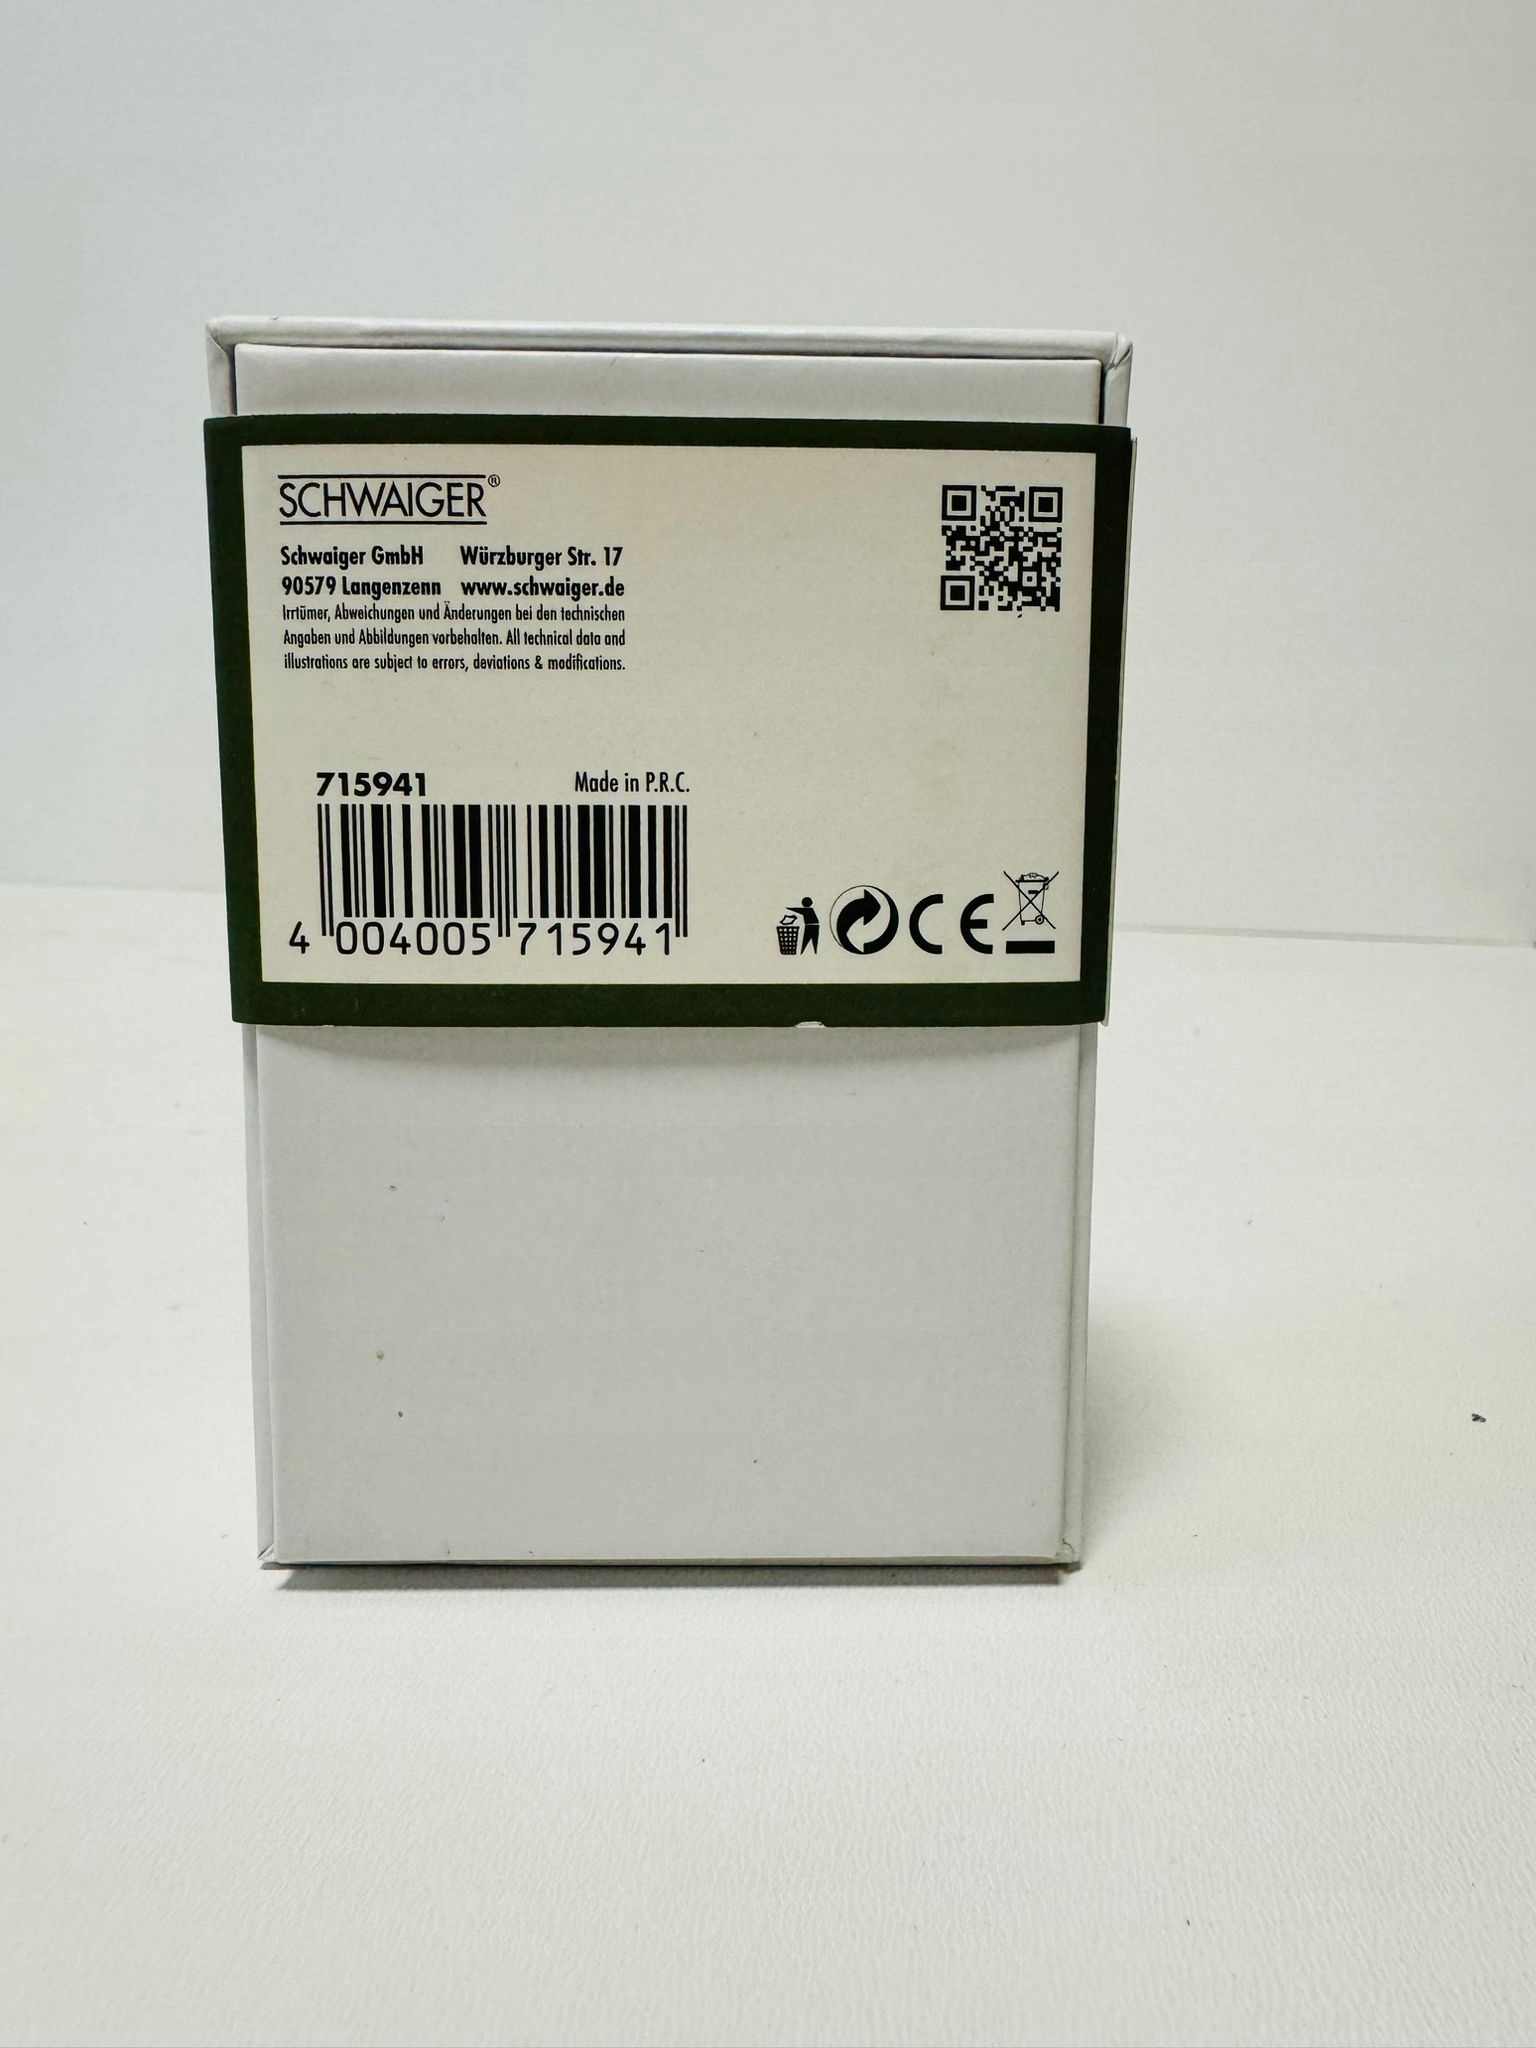 SCHWAIGER®
Schwaiger GmbH Würzburger Str. 17
90579 Langenzenn www.schwaiger.de
Irrtümer, Abweichungen und Änderungen bei den technischen
Angaben und Abbildungen vorbehalten. All technical data and
illustrations are subject to errors, deviations & modifications.
715941 Made in P.R.C.
4 004005 715941
CE